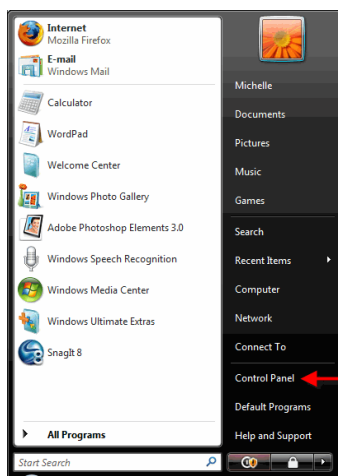 Internet
Mozilla Firefox
E-mail
Windows Mail
Calculator
WordPad
Welcome Center
Windows Photo Gallery
Adobe Photoshop Elements 3.0
Windows Speech Recognition
Windows Media Center
Windows Ultimate Extras
SnagIt 8
All Programs
Start Search
Michelle
Documents
Pictures
Music
Games
Search
Recent Items
Computer
Network
Connect To
Control Panel
Default Programs
Help and Support